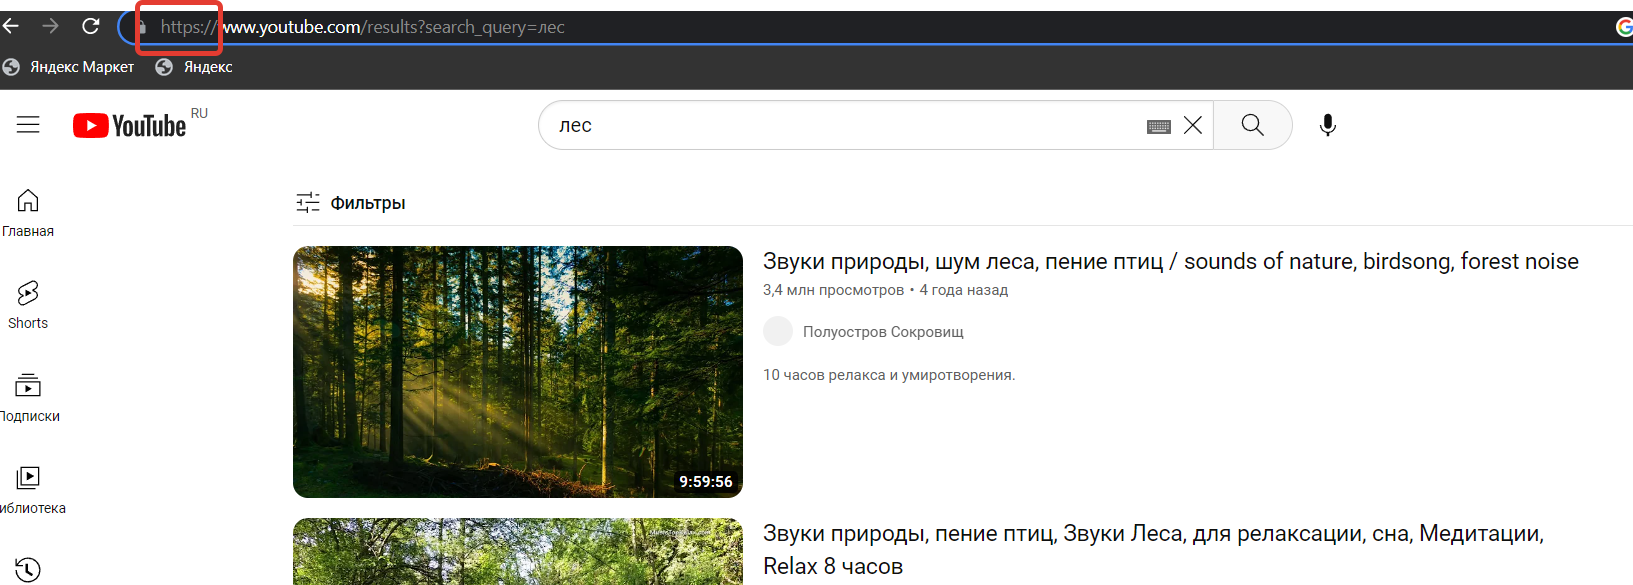 https://www.youtube.com/results?search_query=лес
Яндекс Маркет Яндекс
YouTube RU
лес
Главная
Shorts
Подписки
иблиотека
Фильтры
9:59:56
Звуки природы, шум леса, пение птиц / sounds of nature, birdsong, forest noise
3,4 млн просмотров • 4 года назад
Полуостров Сокровищ
10 часов релакса и умиротворения.
Звуки природы, пение птиц, Звуки Леса, для релаксации, сна, Медитации,
Relax 8 часов